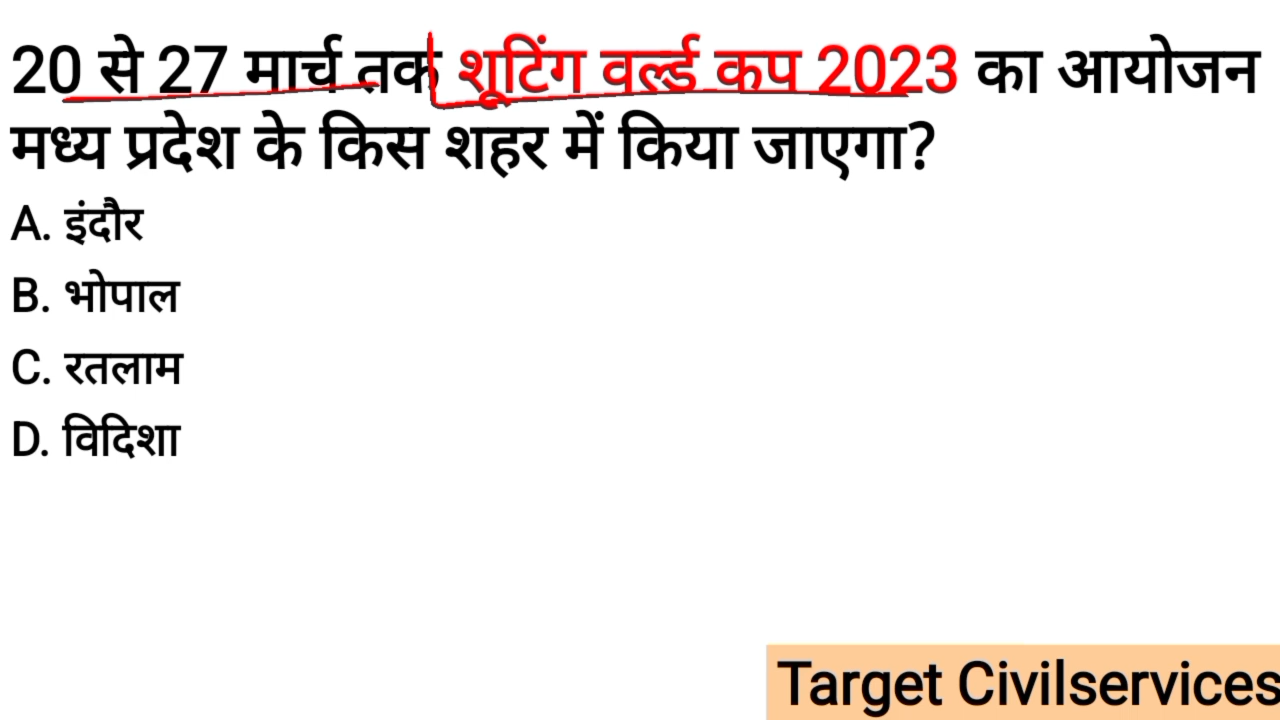 20 से 27 मार्च तक शूटिंग वर्ल्ड कप 2023 का आयोजन
मध्य प्रदेश के किस शहर में किया जाएगा?
A. इंदौर
B. भोपाल
C. रतलाम
D. विदिशा
Target Civilservices